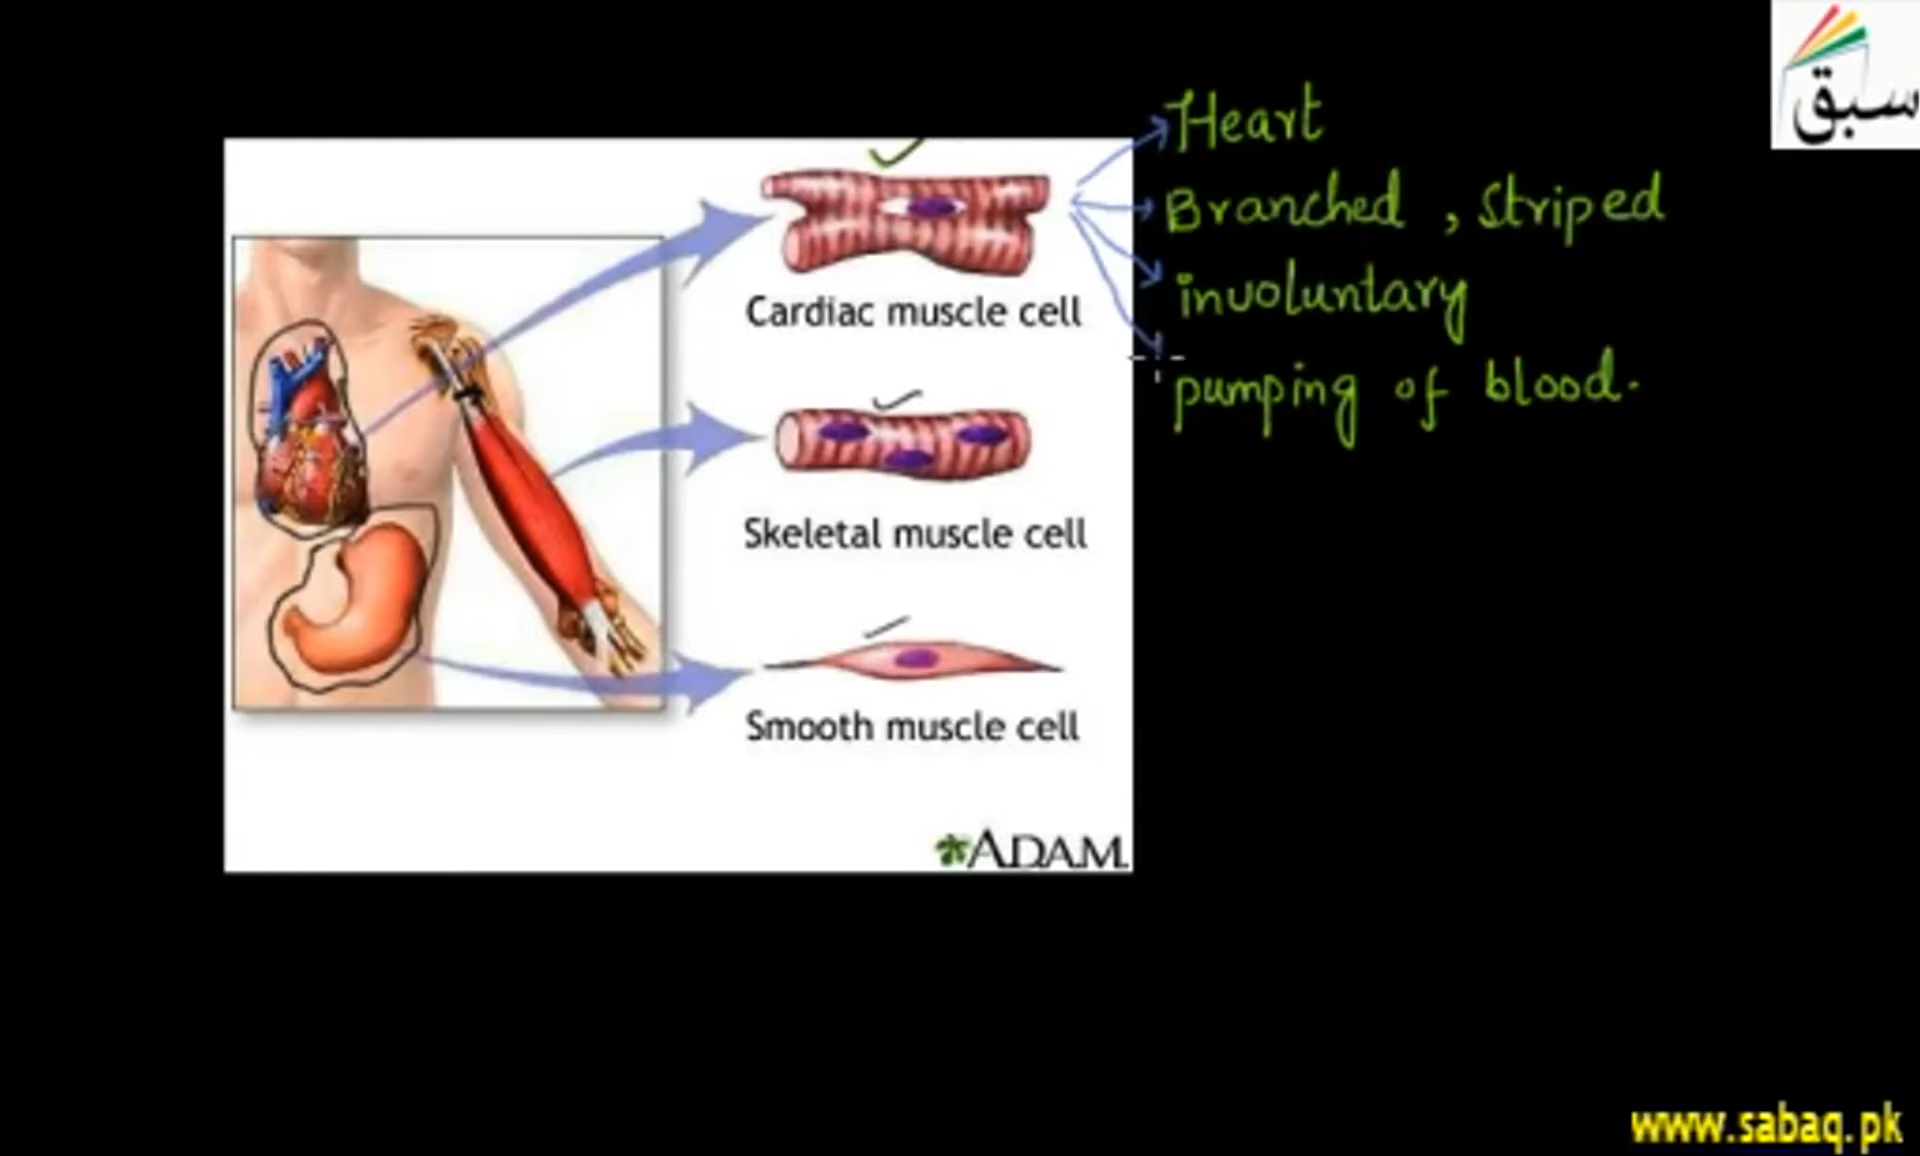 سبق
Heart
Branched , striped
involuntary
pumping of blood.
Cardiac muscle cell
Skeletal muscle cell
Smooth muscle cell
ADAM.
www.sabaq.pk